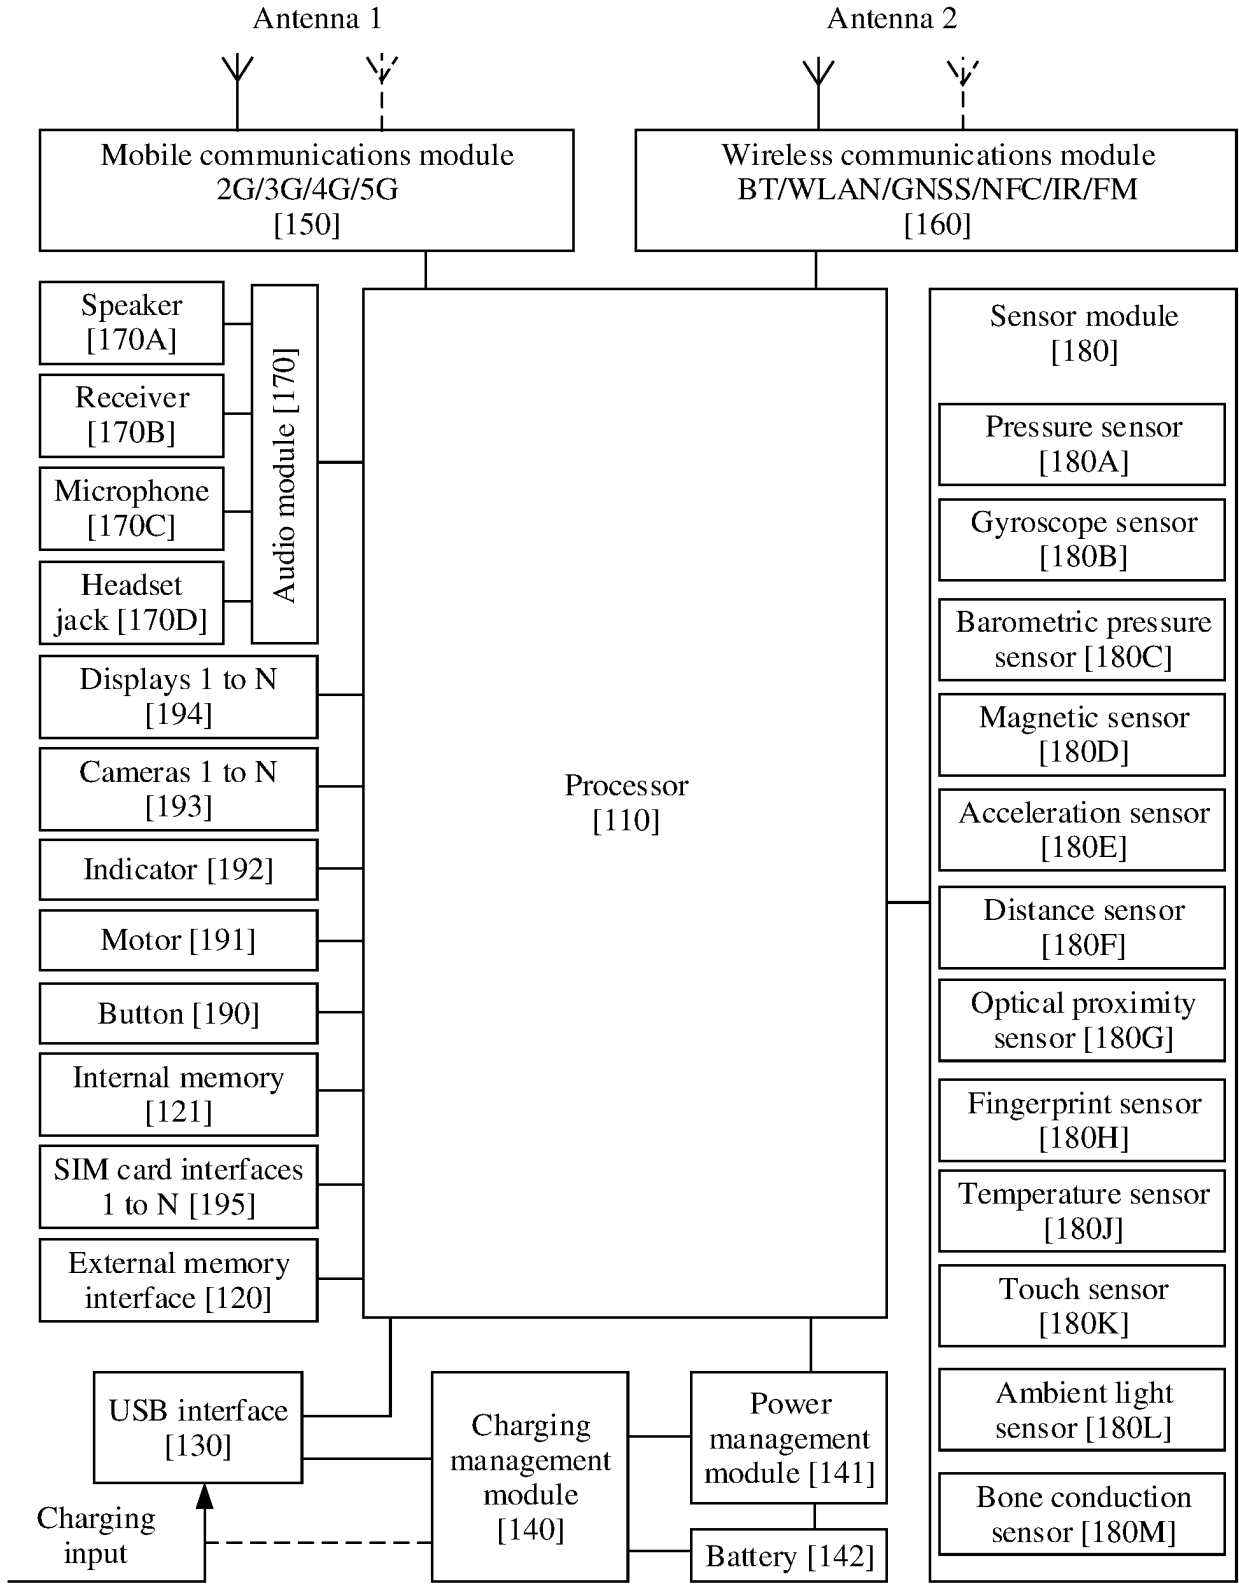 Antenna 1
Antenna 2
Mobile communications module
2G/3G/4G/5G
[150]
Wireless communications module
BT/WLAN/GNSS/NFC/IR/FM
[160]
Speaker
[170A]
Receiver
[170B]
Microphone
[170C]
Headset
jack [170D]
Audio module [170]
Displays 1 to N
[194]
Cameras 1 to N
[193]
Indicator [192]
Motor [191]
Button [190]
Internal memory
[121]
SIM card interfaces
1 to N [195]
External memory
interface [120]
Processor
[110]
Sensor module
[180]
Pressure sensor
[180A]
Gyroscope sensor
[180B]
Barometric pressure
sensor [180C]
Magnetic sensor
[180D]
Acceleration sensor
[180E]
Distance sensor
[180F]
Optical proximity
sensor [180G]
Fingerprint sensor
[180H]
Temperature sensor
[180J]
Touch sensor
[180K]
Ambient light
sensor [180L]
Bone conduction
sensor [180M]
USB interface
[130]
Charging
input
Charging
management
module
[140]
Power
management
module [141]
Battery [142]